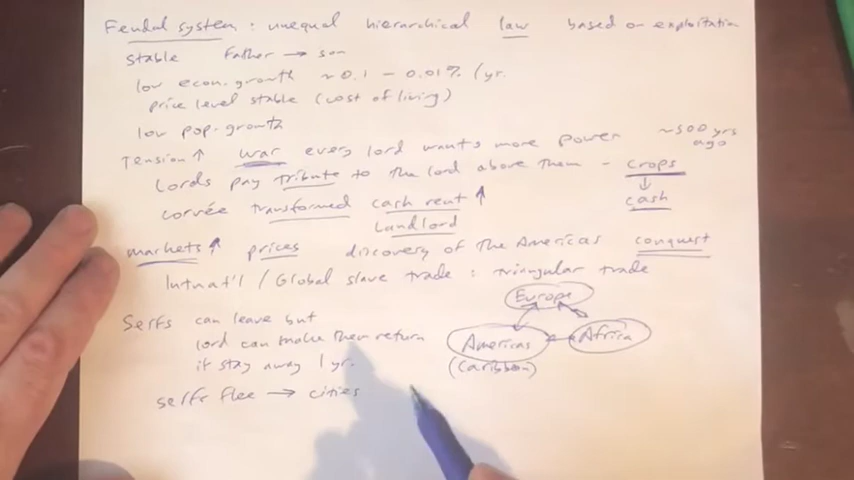 Feudal system : unequal hierarchical law based on exploitation
stable Father → son
low econ. growth ~0.1 - 0.01% / yr.
price level stable (cost of living)
low pop. growth
Tension ↑ war every lord wants more power ~500 yrs ago
Lords pay tribute to the lord above them - crops
↓
corvée transformed cash rent ↑ cash
Landlord
markets ↑ prices discovery of the Americas conquest
Intnat'l / Global slave trade : triangular trade
Europe
Serfs can leave but
lord can make them return Americas Africa
if stay away 1 yr. (Caribbon)
serfs flee → cities